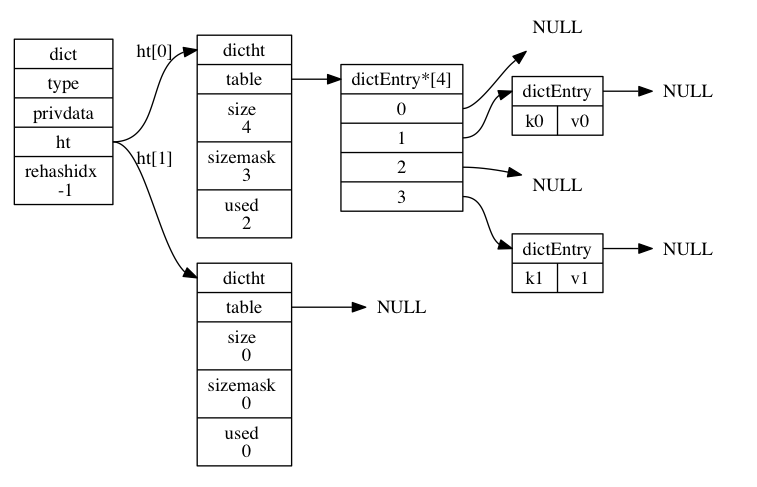 dict
type
privdata
ht
rehashidx
-1
ht[0]
ht[1]
dictht
table
size
4
sizemask
3
used
2
dictht
table
size
0
sizemask
0
used
0
NULL
dictEntry*[4]
0
1
2
3
NULL
dictEntry
k0 v0
NULL
NULL
dictEntry
k1 v1
NULL